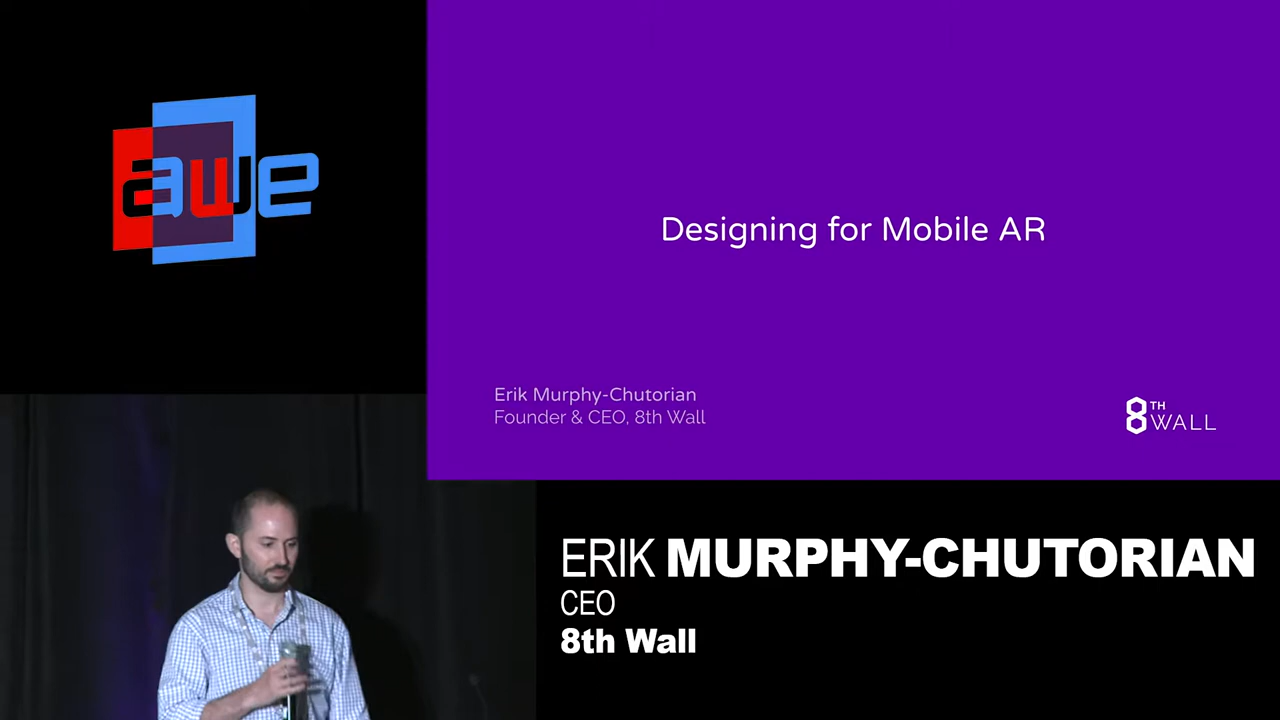 awe
Designing for Mobile AR
Erik Murphy-Chutorian
Founder & CEO, 8th Wall
8TH
WALL
ERIK MURPHY-CHUTORIAN
CEO
8th Wall